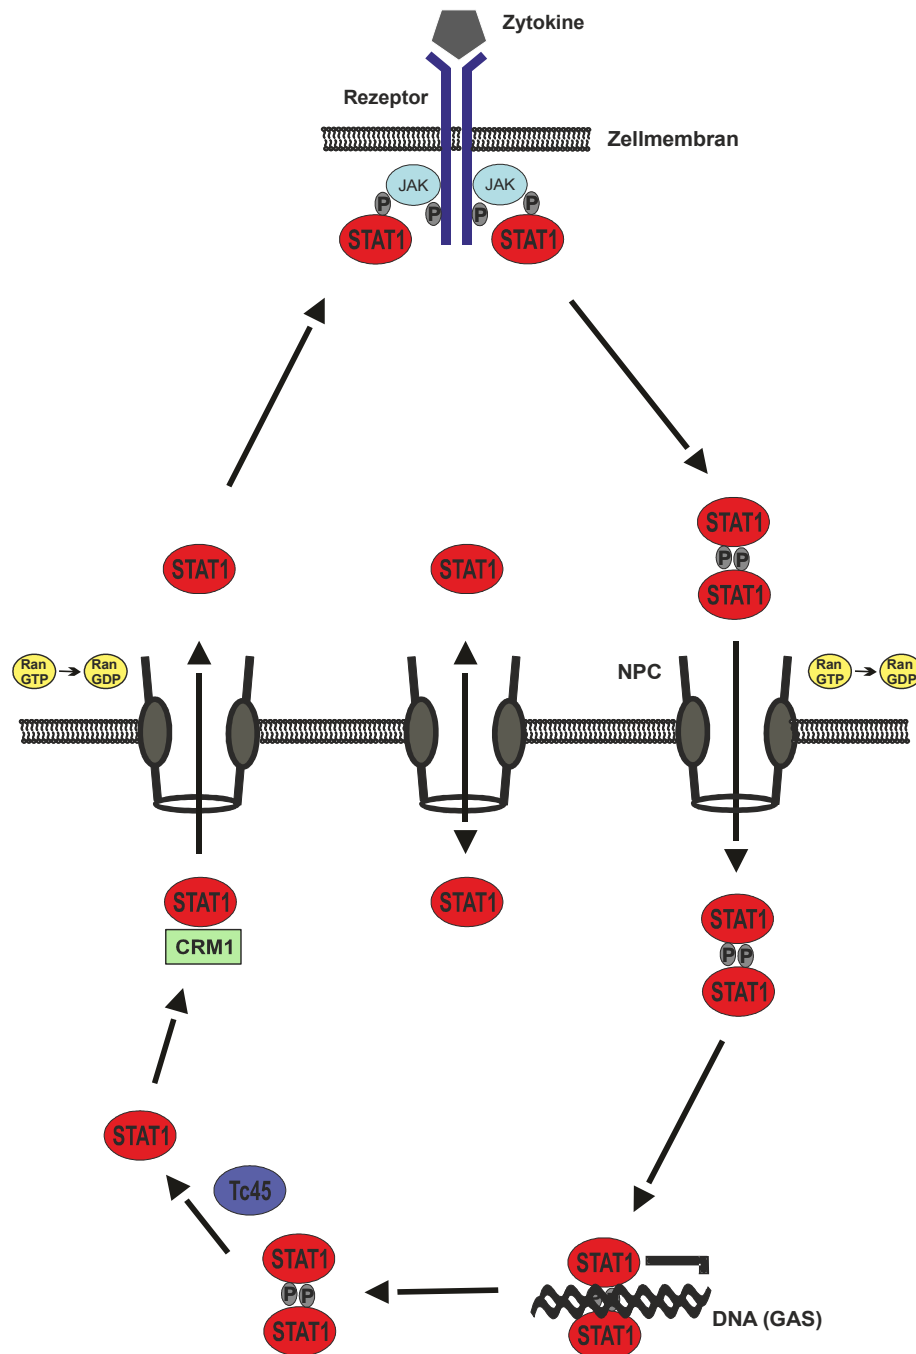 Zytokine
Rezeptor
Zellmembran
JAK
JAK
P
P
P
P
STAT1
STAT1
STAT1
P P
STAT1
STAT1
STAT1
Ran
GTP
Ran
GDP
NPC
Ran
GTP
Ran
GDP
STAT1
CRM1
STAT1
STAT1
P P
STAT1
STAT1
Tc45
STAT1
P P
STAT1
STAT1
STAT1
DNA (GAS)